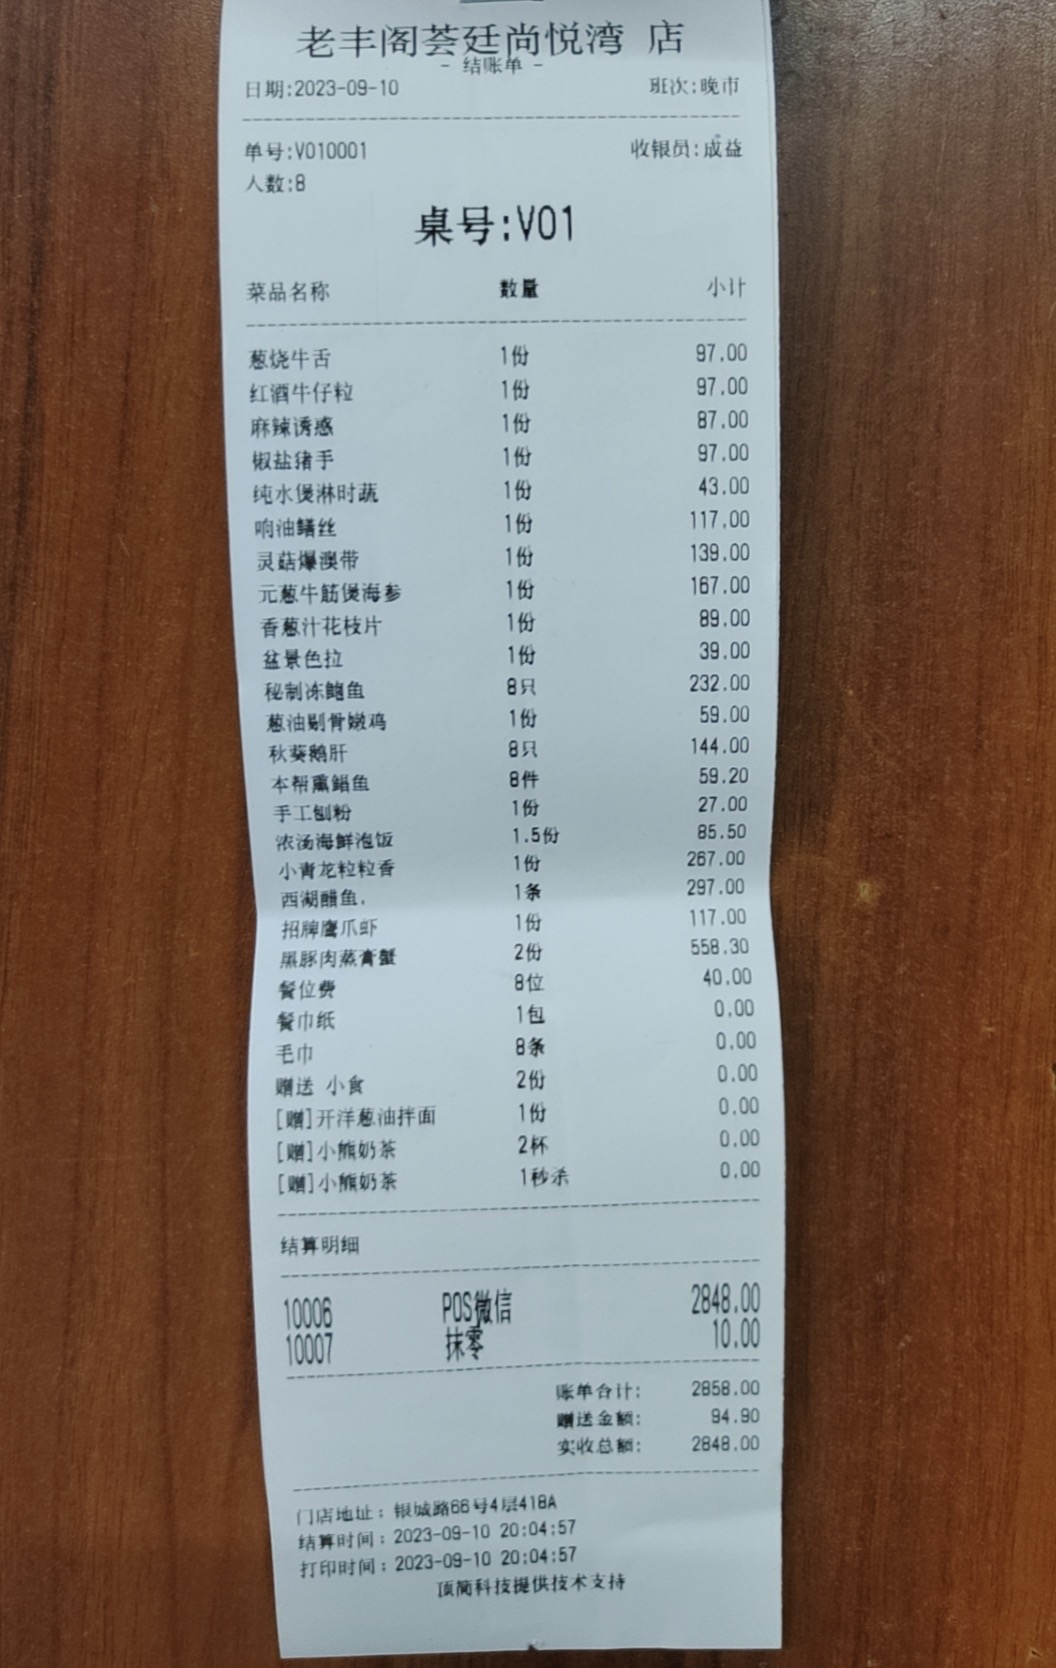 老丰阁荟廷尚悦湾 店
- 结账单 -
日期:2023-09-10 班次:晚市
单号:V010001 收银员:成益
人数:8
桌号:V01
菜品名称 数量 小计
葱烧牛舌 1份 97.00
红酒牛仔粒 1份 97.00
麻辣诱惑 1份 87.00
椒盐猪手 1份 97.00
纯水煲淋时蔬 1份 43.00
响油鳝丝 1份 117.00
灵菇爆澳带 1份 139.00
元葱牛筋煲海参 1份 167.00
香葱汁花枝片 1份 89.00
盆景色拉 1份 39.00
秘制冻鲍鱼 8只 232.00
葱油剔骨嫩鸡 1份 59.00
秋葵鹅肝 8只 144.00
本帮熏鲳鱼 8件 59.20
手工刨粉 1份 27.00
浓汤海鲜泡饭 1.5份 85.50
小青龙粒粒香 1份 267.00
西湖醋鱼. 1条 297.00
招牌鹰爪虾 1份 117.00
黑豚肉蒸膏蟹 2份 558.30
餐位费 8位 40.00
餐巾纸 1包 0.00
毛巾 8条 0.00
赠送 小食 2份 0.00
[赠]开洋葱油拌面 1份 0.00
[赠]小熊奶茶 2杯 0.00
[赠]小熊奶茶 1秒杀 0.00
结算明细
10006 POS微信 2848.00
10007 抹零 10.00
账单合计: 2858.00
赠送金额: 94.90
实收总额: 2848.00
门店地址: 银城路66号4层418A
结算时间: 2023-09-10 20:04:57
打印时间: 2023-09-10 20:04:57
顶简科技提供技术支持